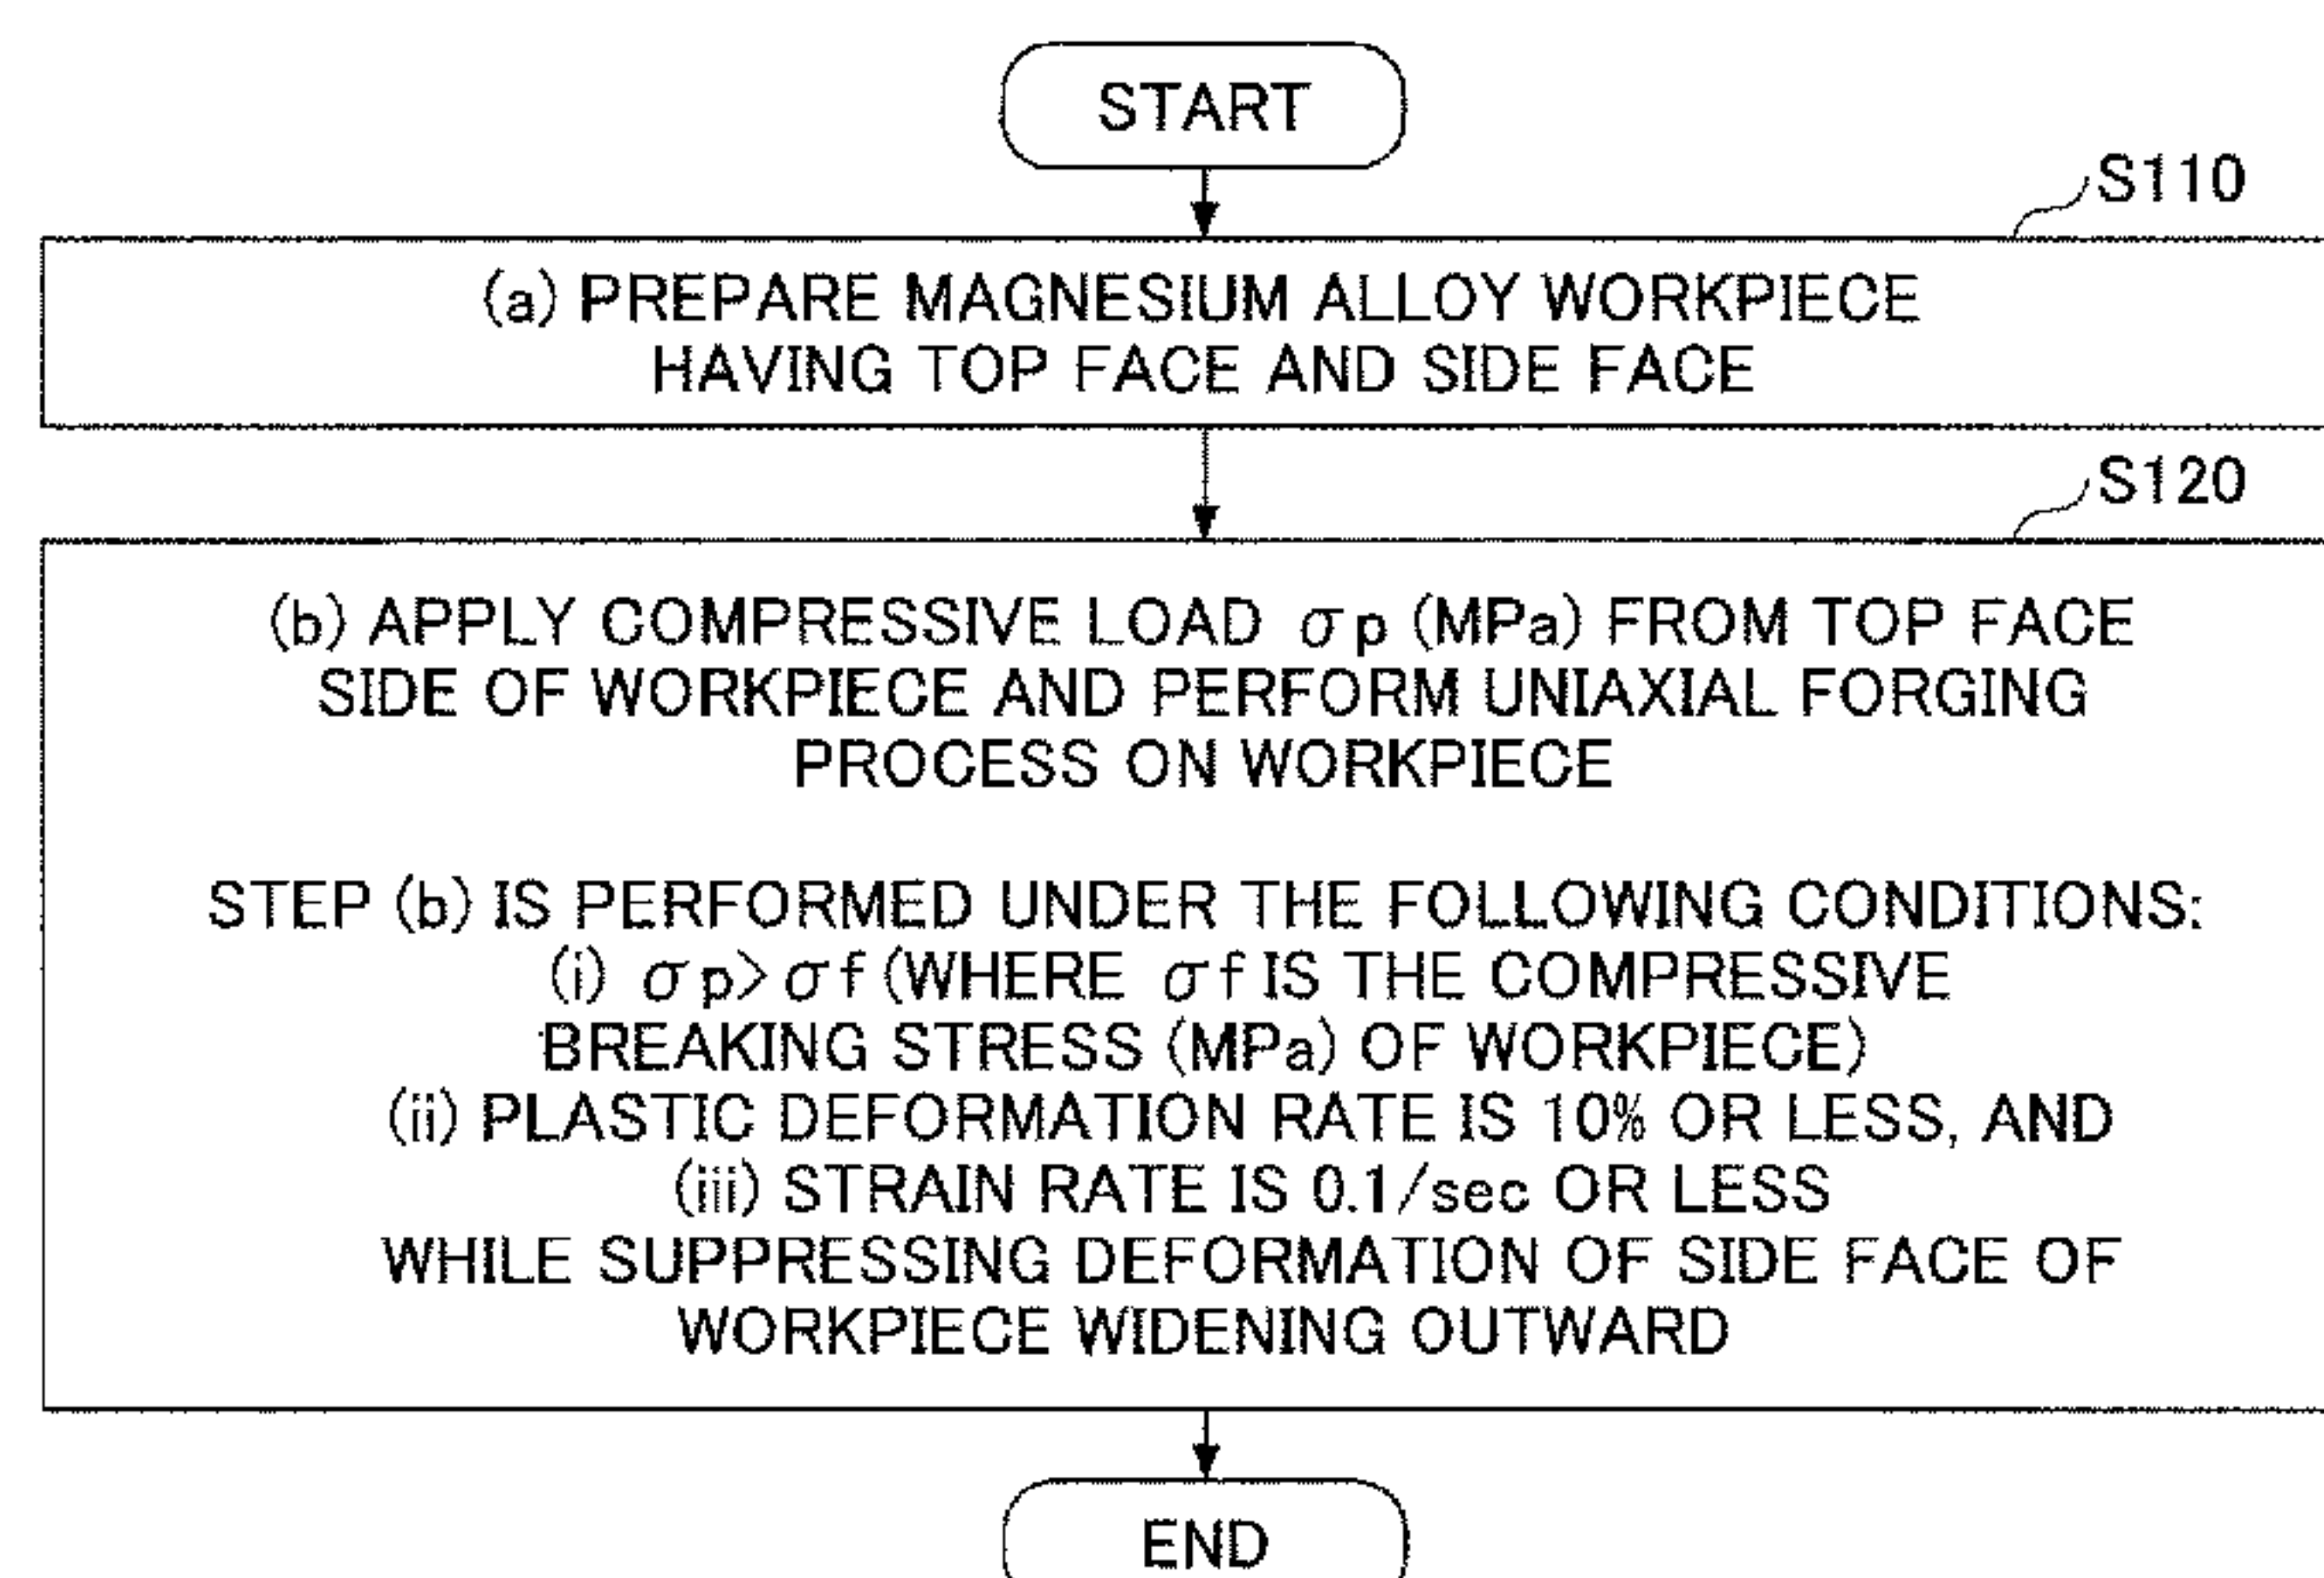 START
S110
(a) PREPARE MAGNESIUM ALLOY WORKPIECE
HAVING TOP FACE AND SIDE FACE
S120
(b) APPLY COMPRESSIVE LOAD σp (MPa) FROM TOP FACE
SIDE OF WORKPIECE AND PERFORM UNIAXIAL FORGING
PROCESS ON WORKPIECE
STEP (b) IS PERFORMED UNDER THE FOLLOWING CONDITIONS:
(i) σp>σf (WHERE σf IS THE COMPRESSIVE
BREAKING STRESS (MPa) OF WORKPIECE)
(ii) PLASTIC DEFORMATION RATE IS 10% OR LESS, AND
(iii) STRAIN RATE IS 0.1/sec OR LESS
WHILE SUPPRESSING DEFORMATION OF SIDE FACE OF
WORKPIECE WIDENING OUTWARD
END